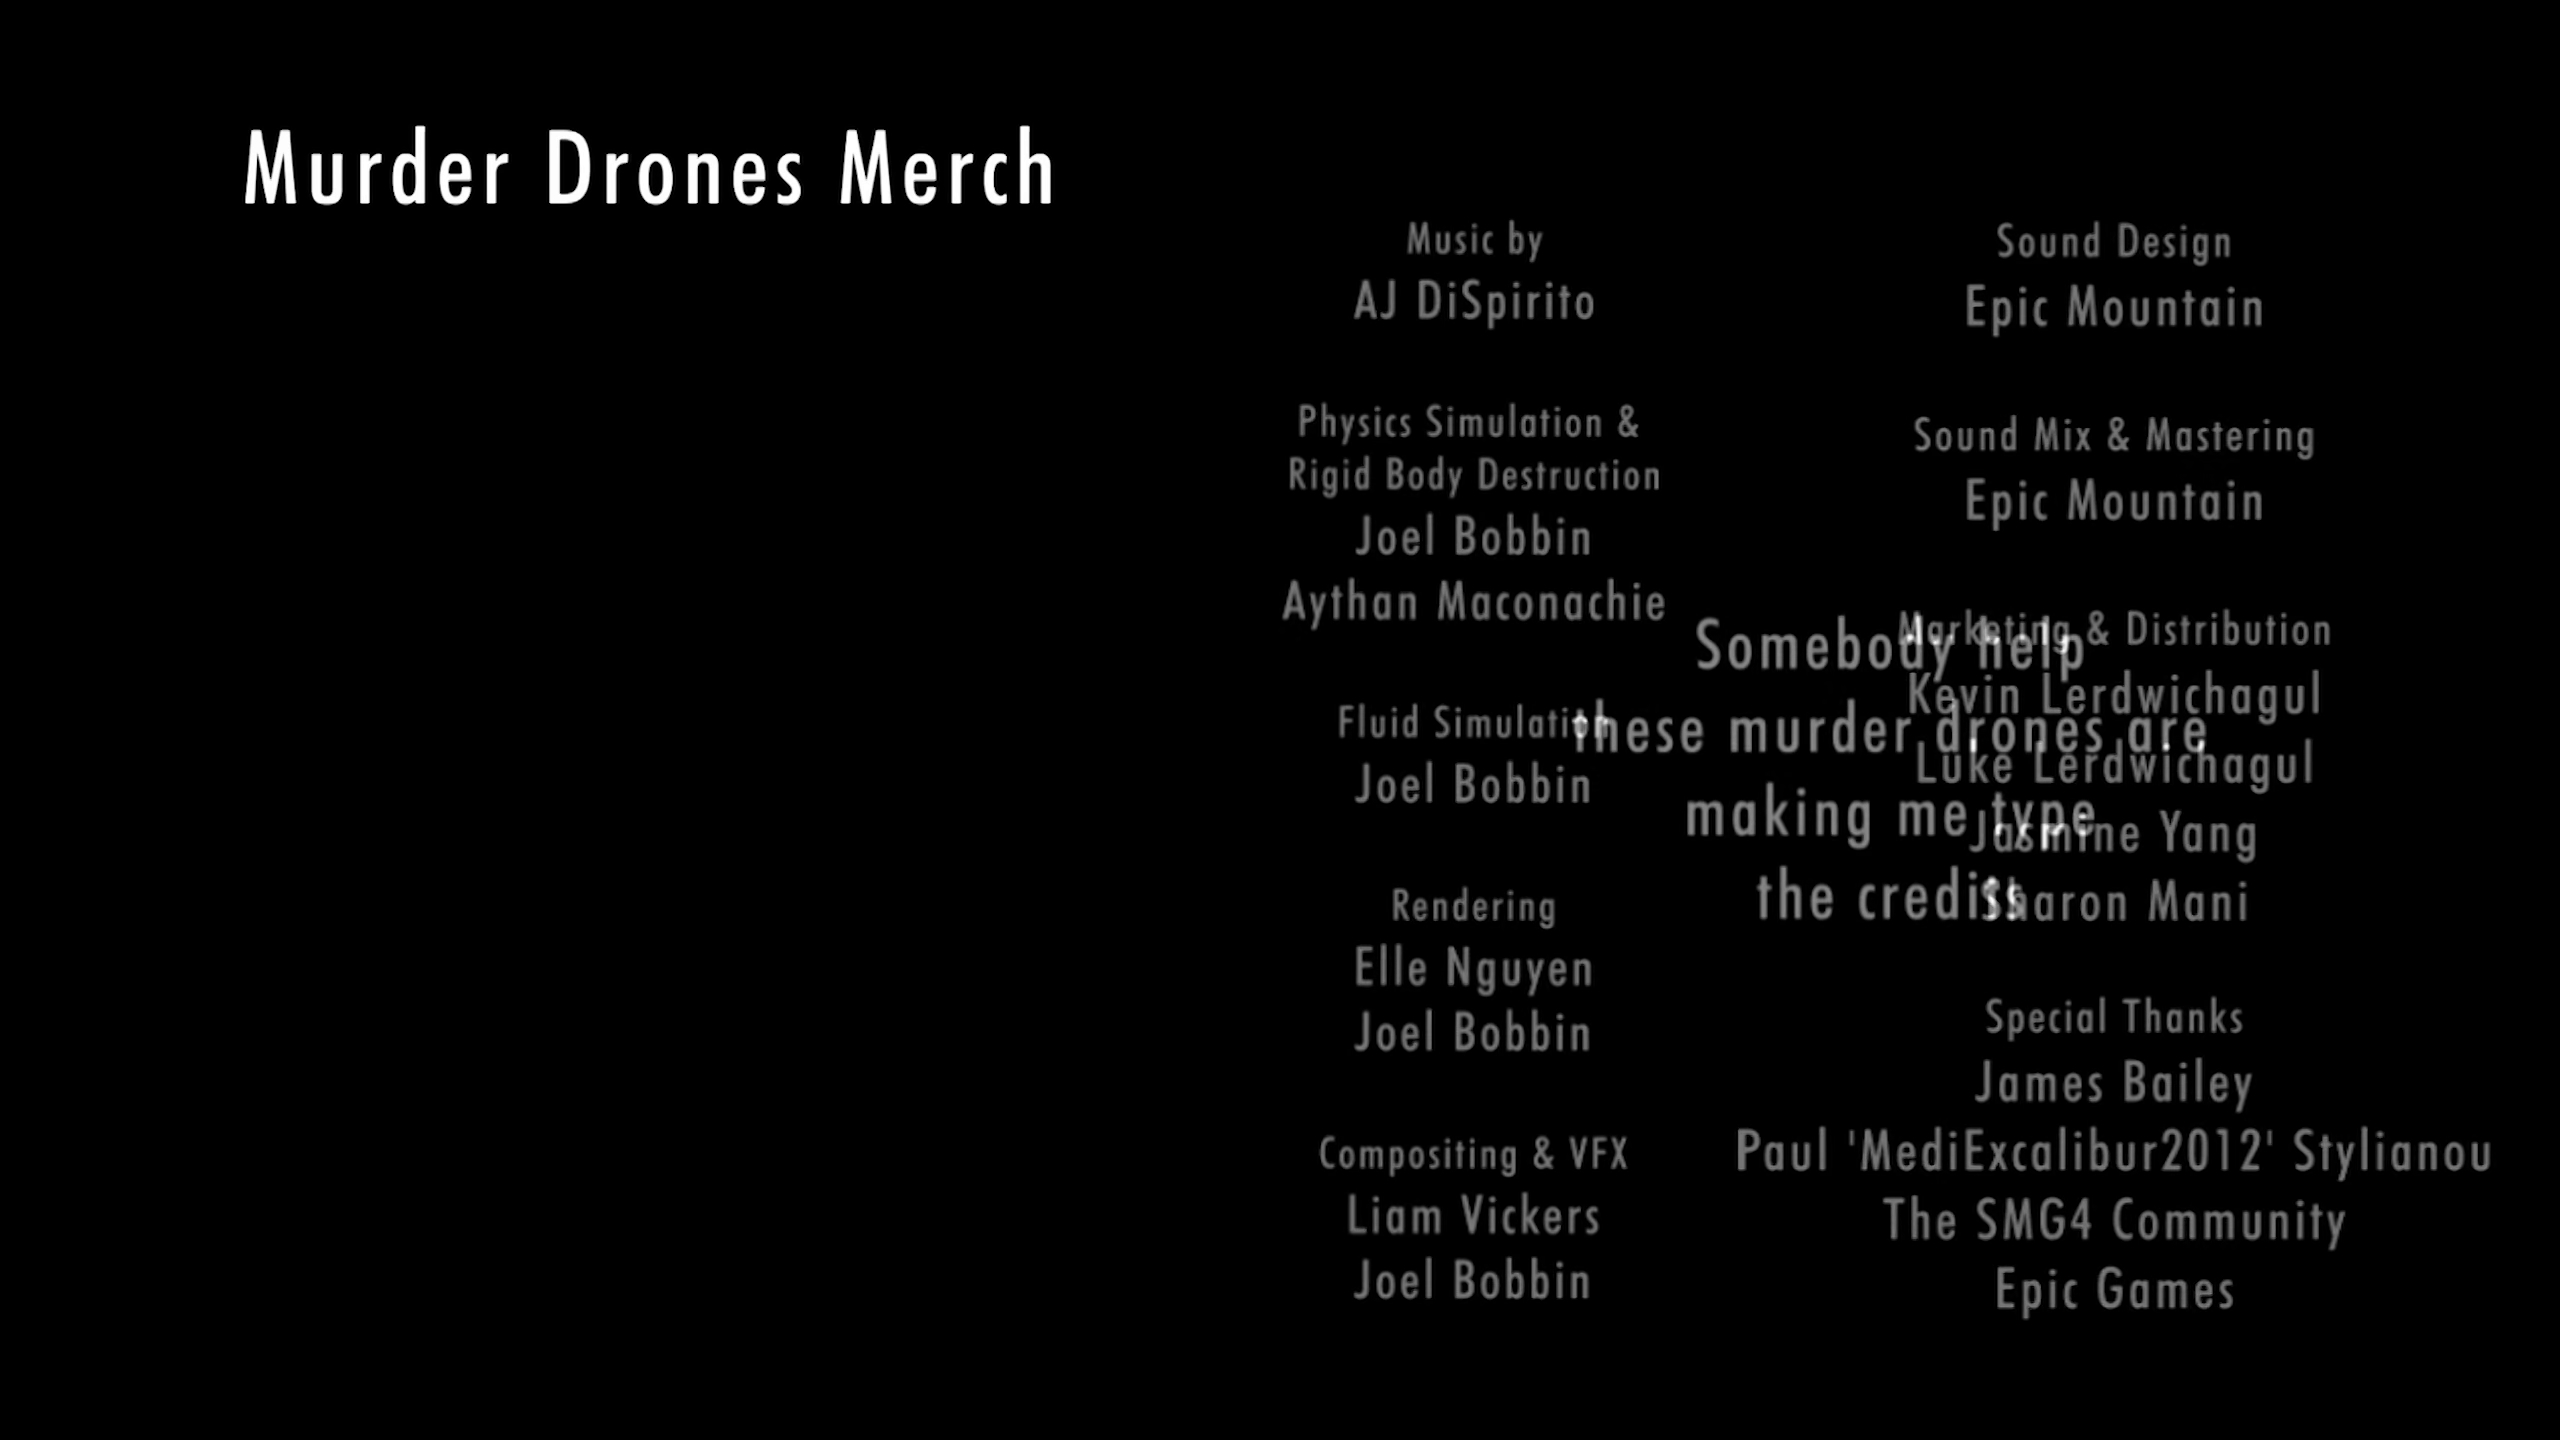 Murder Drones Merch
Music by
AJ DiSpirito
Physics Simulation &
Rigid Body Destruction
Joel Bobbin
Aythan Maconachie
Fluid Simulation
Joel Bobbin
Rendering
Elle Nguyen
Joel Bobbin
Compositing & VFX
Liam Vickers
Joel Bobbin
Sound Design
Epic Mountain
Sound Mix & Mastering
Epic Mountain
Marketing & Distribution
Kevin Lerdwichagul
Luke Lerdwichagul
Jasmine Yang
Sharon Mani
Special Thanks
James Bailey
Paul 'MediExcalibur2012' Stylianou
The SMG4 Community
Epic Games
Somebody help
these murder drones are
making me type
the credits